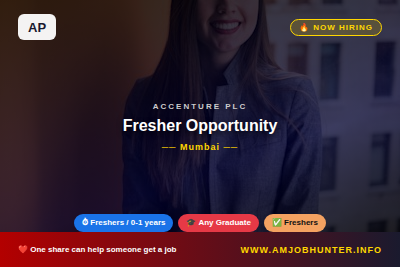 AP
🔥 NOW HIRING
ACCENTURE PLC
Fresher Opportunity
── Mumbai ──
⏱ Freshers / 0-1 years
🎓 Any Graduate
✅ Freshers
❤️ One share can help someone get a job
WWW.AMJOBHUNTER.INFO